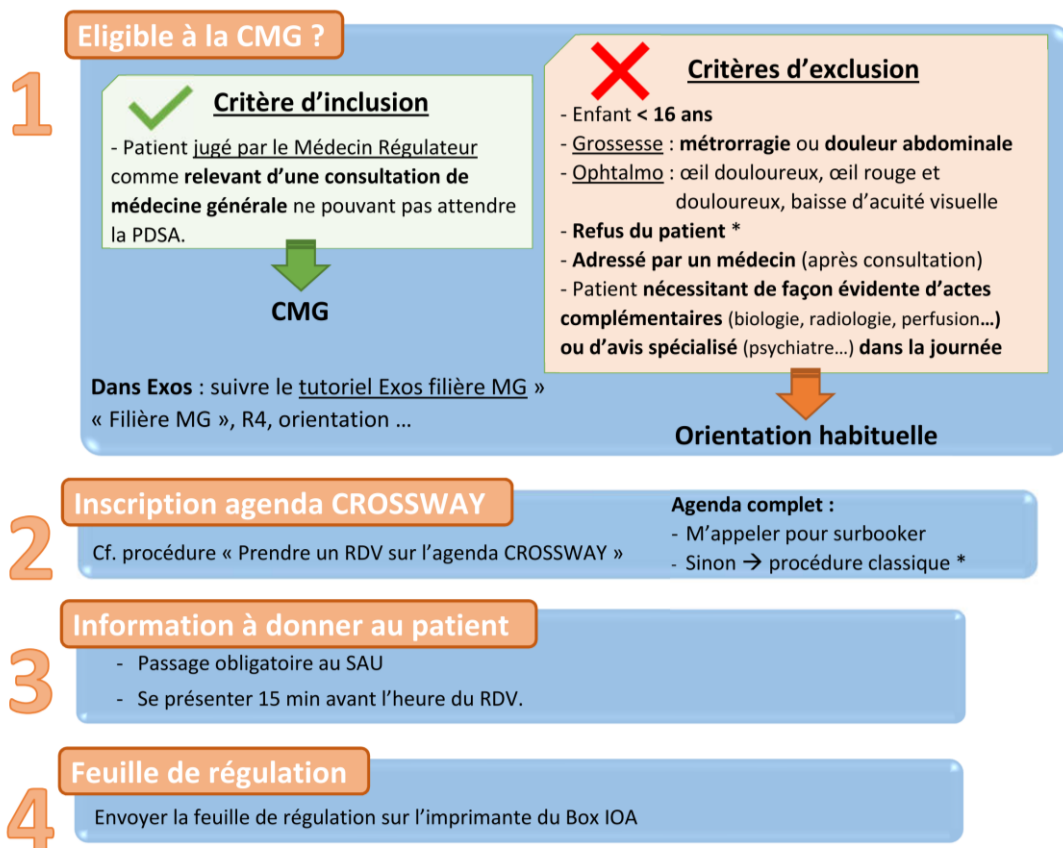 1
Eligible à la CMG ?
Critère d'inclusion
- Patient jugé par le Médecin Régulateur
comme relevant d'une consultation de
médecine générale ne pouvant pas attendre
la PDSA.
CMG
Dans Exos : suivre le tutoriel Exos filière MG »
« Filière MG », R4, orientation ...
Critères d'exclusion
- Enfant < 16 ans
- Grossesse : métrorragie ou douleur abdominale
- Ophtalmo : œil douloureux, œil rouge et
douloureux, baisse d'acuité visuelle
- Refus du patient *
- Adressé par un médecin (après consultation)
- Patient nécessitant de façon évidente d'actes
complémentaires (biologie, radiologie, perfusion...)
ou d'avis spécialisé (psychiatre...) dans la journée
Orientation habituelle
2
Inscription agenda CROSSWAY
Cf. procédure « Prendre un RDV sur l'agenda CROSSWAY »
Agenda complet :
- M'appeler pour surbooker
- Sinon → procédure classique *
3
Information à donner au patient
- Passage obligatoire au SAU
- Se présenter 15 min avant l'heure du RDV.
4
Feuille de régulation
Envoyer la feuille de régulation sur l'imprimante du Box IOA